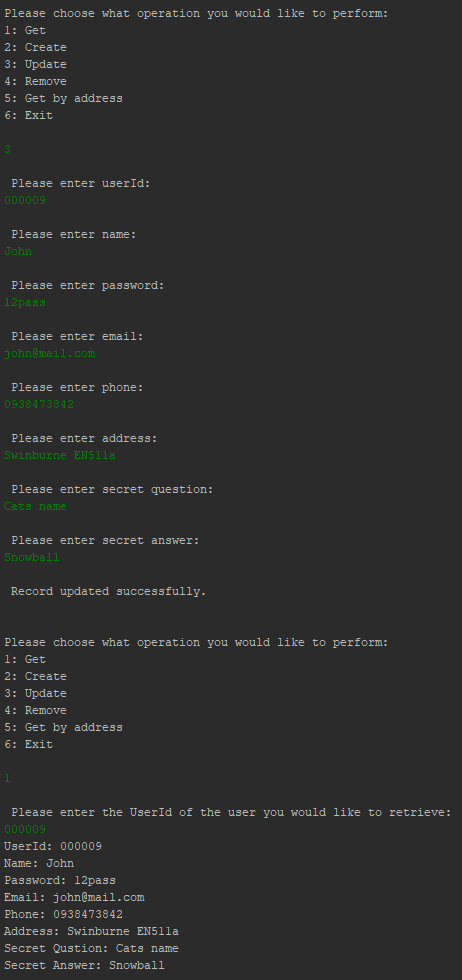 Please choose what operation you would like to perform:
1: Get
2: Create
3: Update
4: Remove
5: Get by address
6: Exit
3
Please enter userId:
000009
Please enter name:
John
Please enter password:
12pass
Please enter email:
john@mail.com
Please enter phone:
0938473842
Please enter address:
Swinburne EN511a
Please enter secret question:
Cats name
Please enter secret answer:
Snowball
Record updated successfully.
Please choose what operation you would like to perform:
1: Get
2: Create
3: Update
4: Remove
5: Get by address
6: Exit
1
Please enter the UserId of the user you would like to retrieve:
000009
UserId: 000009
Name: John
Password: 12pass
Email: john@mail.com
Phone: 0938473842
Address: Swinburne EN511a
Secret Qustion: Cats name
Secret Answer: Snowball